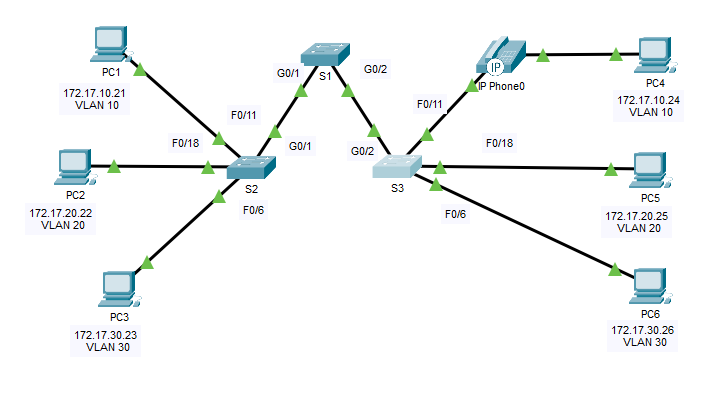 PC1
172.17.10.21
VLAN 10
G0/1
S1
G0/2
IP
IP Phone0
PC4
172.17.10.24
VLAN 10
F0/11
F0/11
F0/18
G0/1
G0/2
F0/18
PC2
172.17.20.22
VLAN 20
S2
S3
PC5
172.17.20.25
VLAN 20
F0/6
F0/6
PC3
172.17.30.23
VLAN 30
PC6
172.17.30.26
VLAN 30